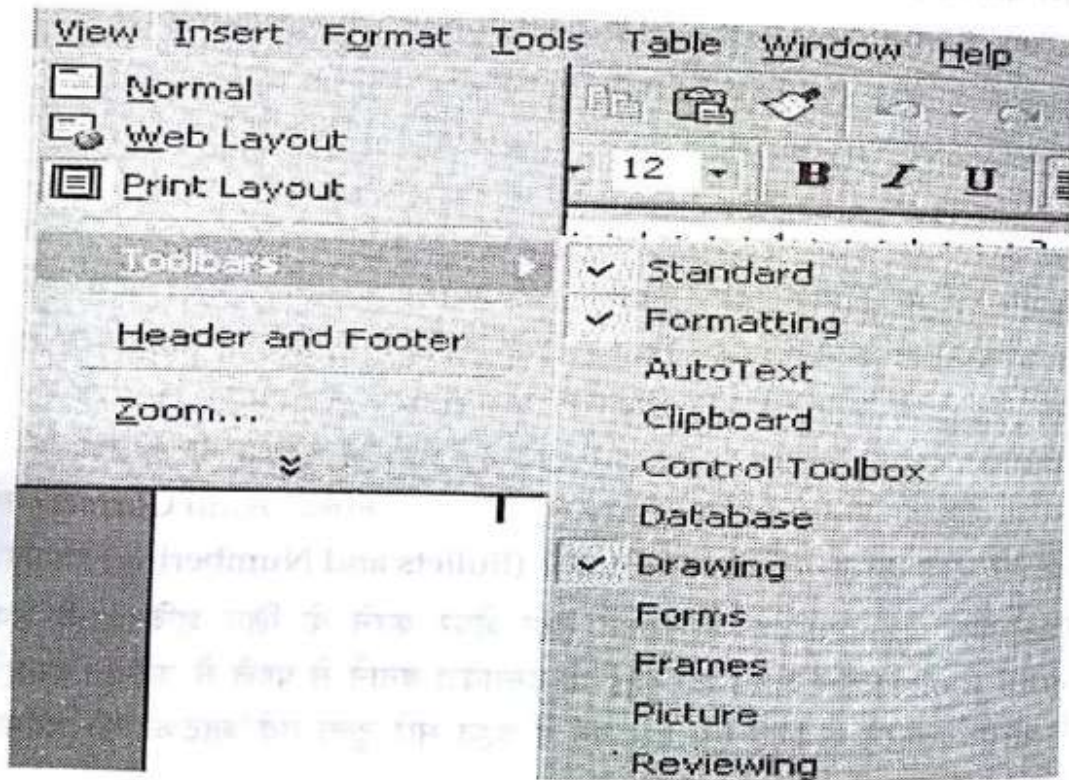 View Insert Format Tools Table Window Help
Normal
Web Layout
Print Layout
12 B I U
Toolbars
Header and Footer
Zoom...
Standard
Formatting
AutoText
Clipboard
Control Toolbox
Database
Drawing
Forms
Frames
Picture
Reviewing
(Bullets and Number